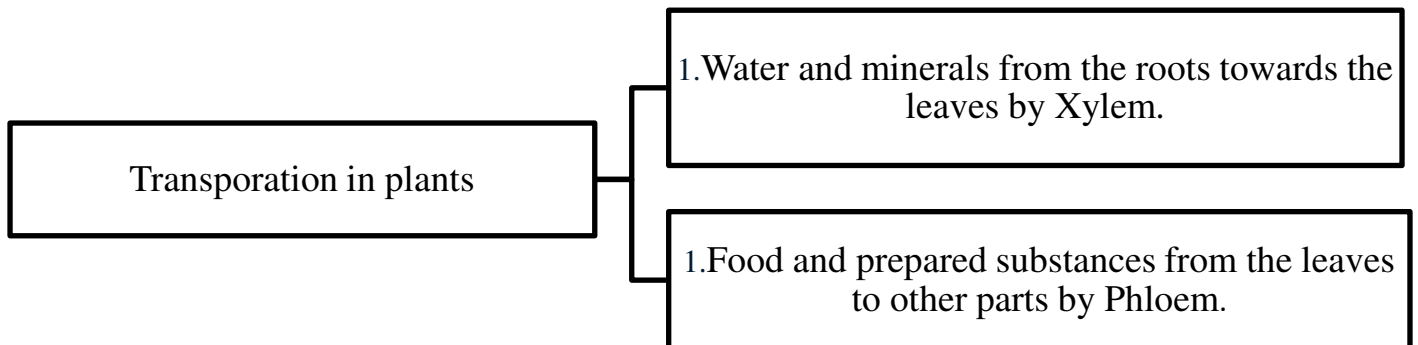 Transporation in plants
1.Water and minerals from the roots towards the
leaves by Xylem.
1.Food and prepared substances from the leaves
to other parts by Phloem.